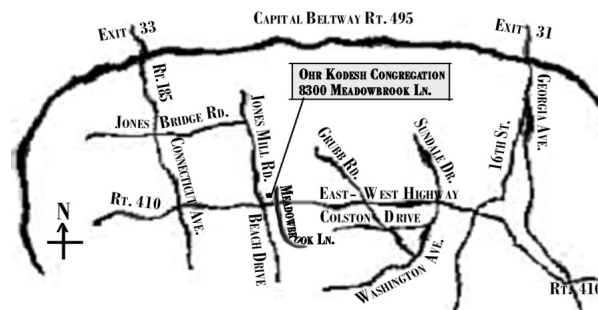 CAPITAL BELTWAY RT. 495
EXIT 33
EXIT 31
RT. 185
OHR KODESH CONGREGATION
8300 MEADOWBROOK LN.
GEORGIA AVE.
JONES BRIDGE RD.
JONES MILL RD.
GRUBB RD.
SUNDALE DR.
16TH ST.
CONNECTICUT AVE.
RT. 410
EAST-WEST HIGHWAY
MEADOWBROOK LN.
COLSTON DRIVE
N
BEACH DRIVE
WASHINGTON AVE.
RT. 410